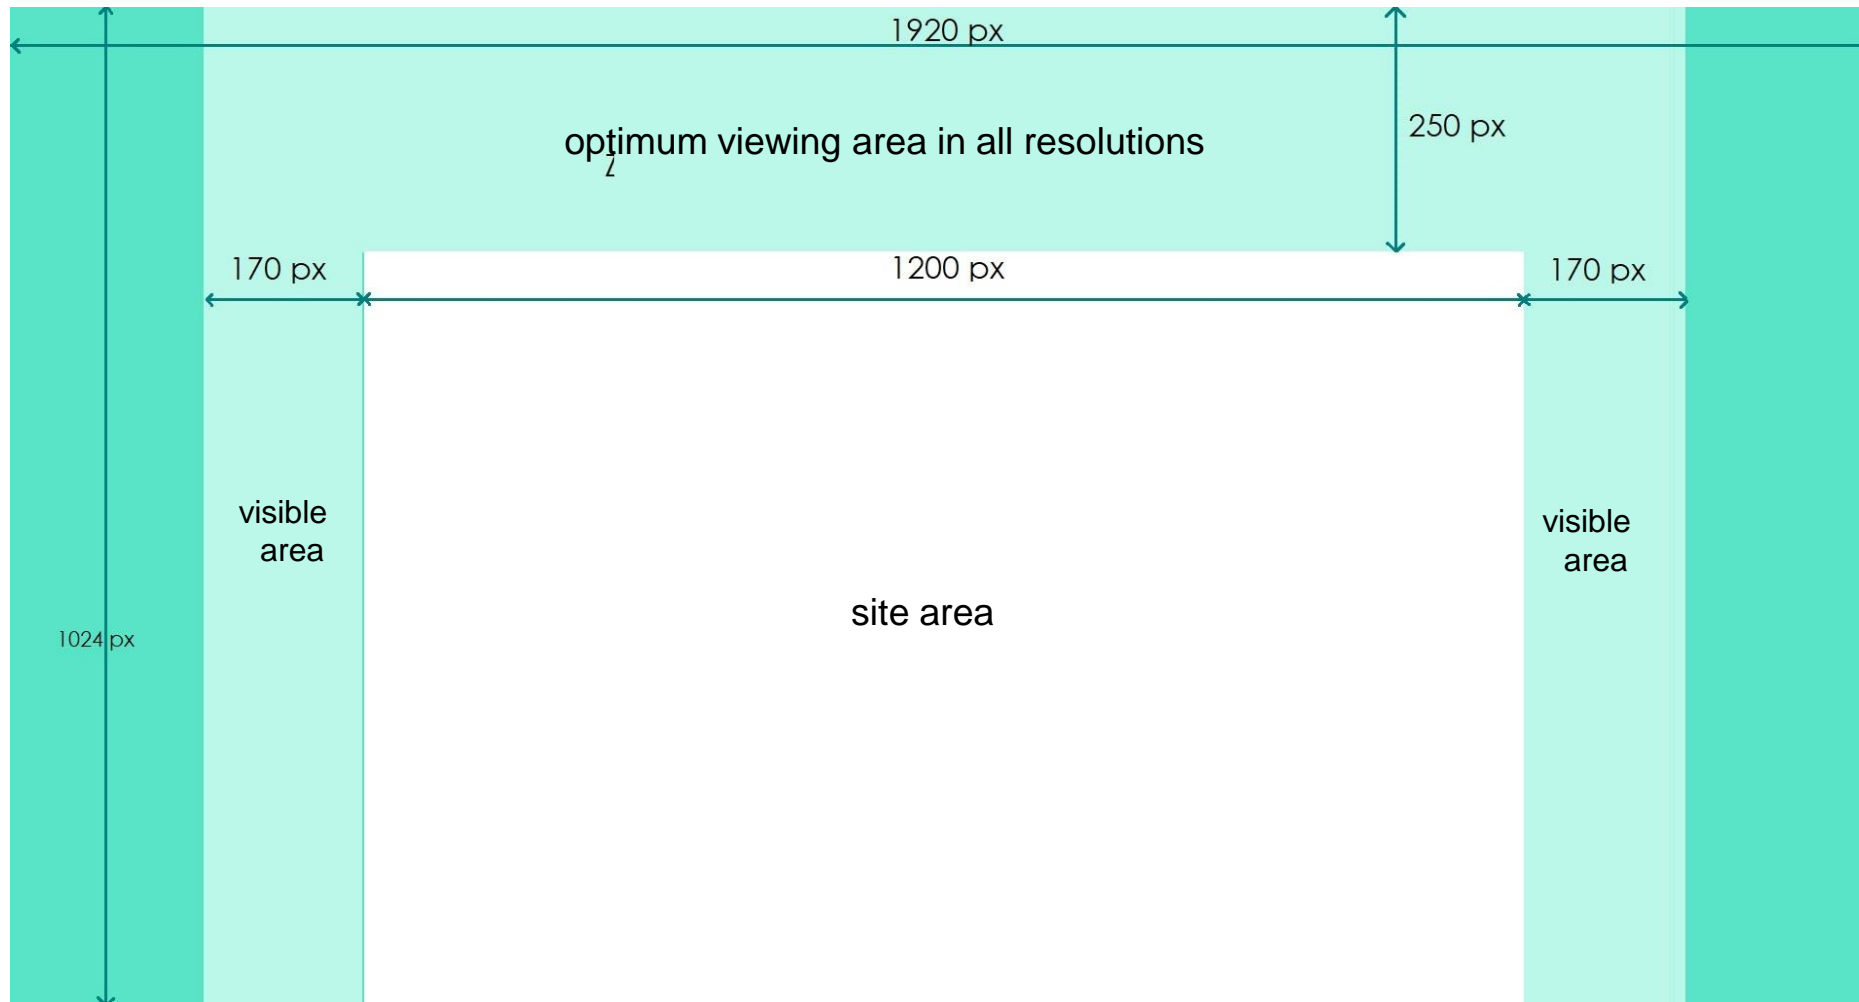 1920 px
optimum viewing area in all resolutions
250 px
170 px
1200 px
170 px
visible
area
visible
area
site area
1024 px